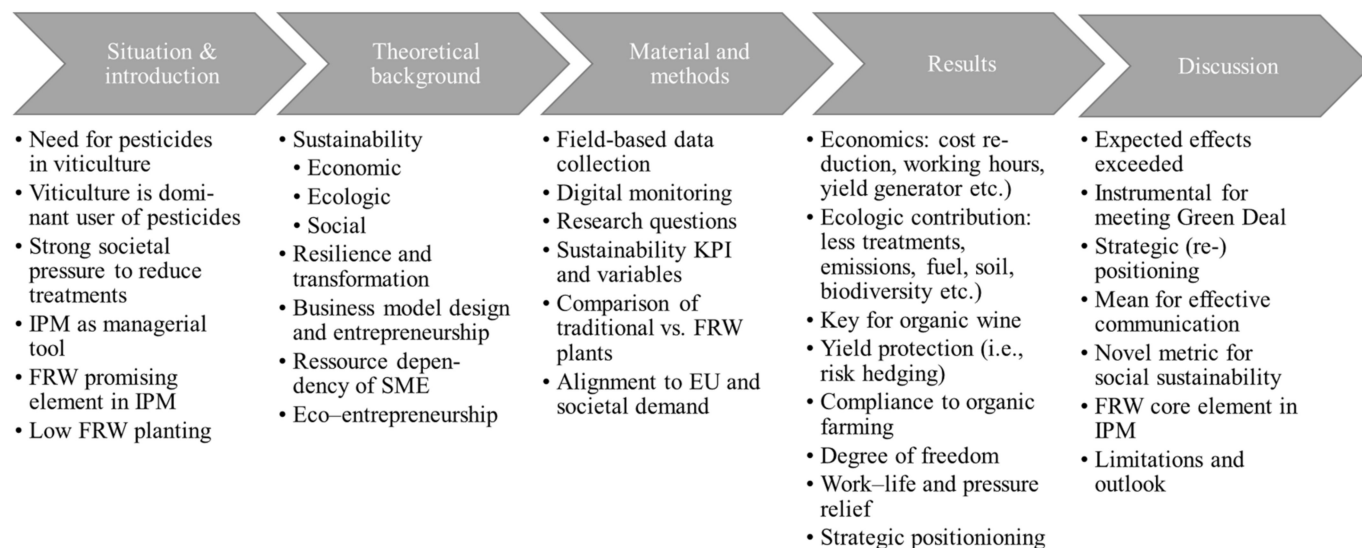 Situation &
introduction
Theoretical
background
Material and
methods
Results
Discussion
• Need for pesticides
in viticulture
• Viticulture is domi-
nant user of pesticides
• Strong societal
pressure to reduce
treatments
• IPM as managerial
tool
• FRW promising
element in IPM
• Low FRW planting
• Sustainability
• Economic
• Ecologic
• Social
• Resilience and
transformation
• Business model design
and entrepreneurship
• Ressource depen-
dency of SME
• Eco–entrepreneurship
• Field-based data
collection
• Digital monitoring
• Research questions
• Sustainability KPI
and variables
• Comparison of
traditional vs. FRW
plants
• Alignment to EU and
societal demand
• Economics: cost re-
duction, working hours,
yield generator etc.)
• Ecologic contribution:
less treatments,
emissions, fuel, soil,
biodiversity etc.)
• Key for organic wine
• Yield protection (i.e.,
risk hedging)
• Compliance to organic
farming
• Degree of freedom
• Work–life and pressure
relief
• Strategic positionioning
• Expected effects
exceeded
• Instrumental for
meeting Green Deal
• Strategic (re-)
positioning
• Mean for effective
communication
• Novel metric for
social sustainability
• FRW core element in
IPM
• Limitations and
outlook